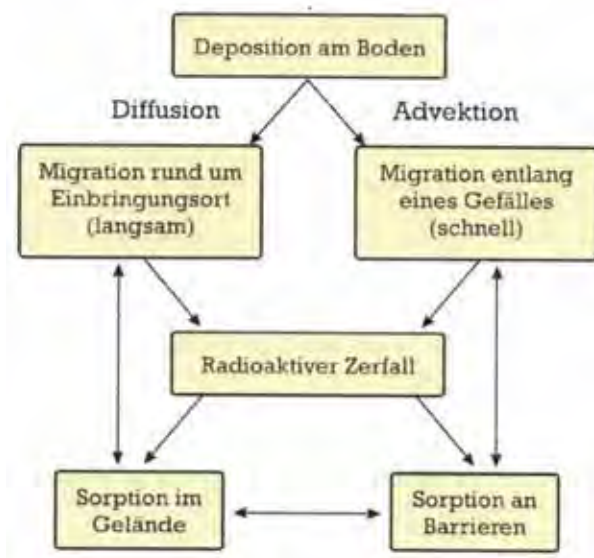 Deposition am Boden
Diffusion
Advektion
Migration rund um
Einbringungsort
(langsam)
Migration entlang
eines Gefälles
(schnell)
Radioaktiver Zerfall
Sorption im
Gelände
Sorption an
Barrieren